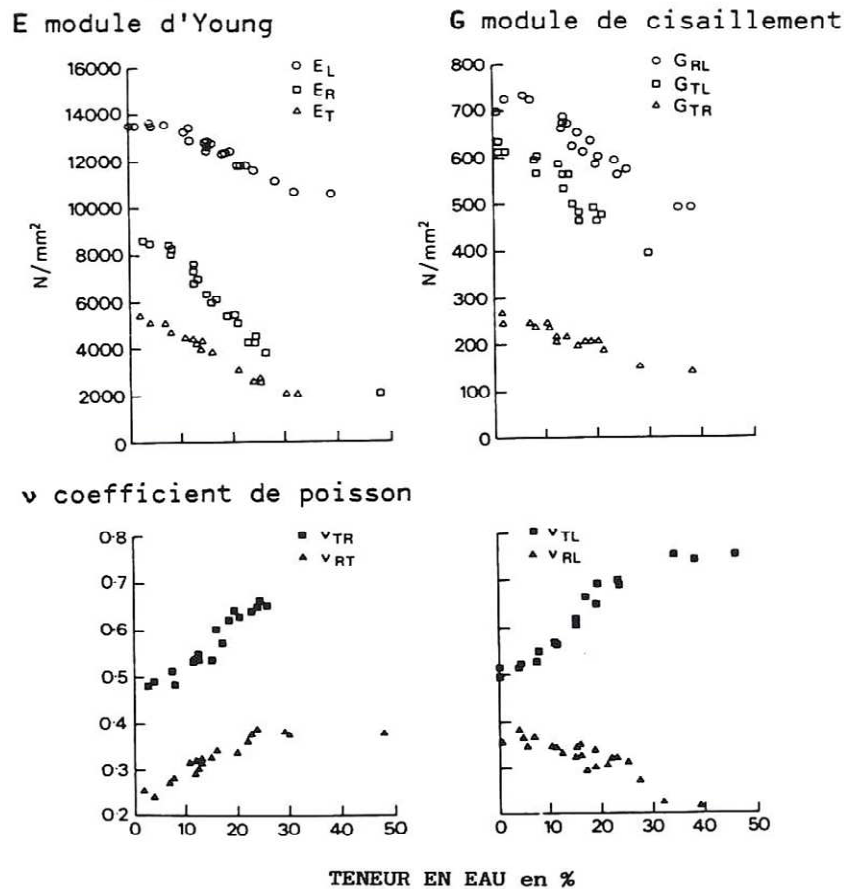 E module d'Young
G module de cisaillement
16000
14000
12000
10000
8000
6000
4000
2000
0
N/mm²
E_L
E_R
E_T
800
700
600
500
400
300
200
100
0
N/mm²
G_RL
G_TL
G_TR
ν coefficient de poisson
0·8
0·7
0·6
0·5
0·4
0·3
0·2
ν_TR
ν_RT
0 10 20 30 40 50
ν_TL
ν_RL
0 10 20 30 40 50
TENEUR EN EAU en %